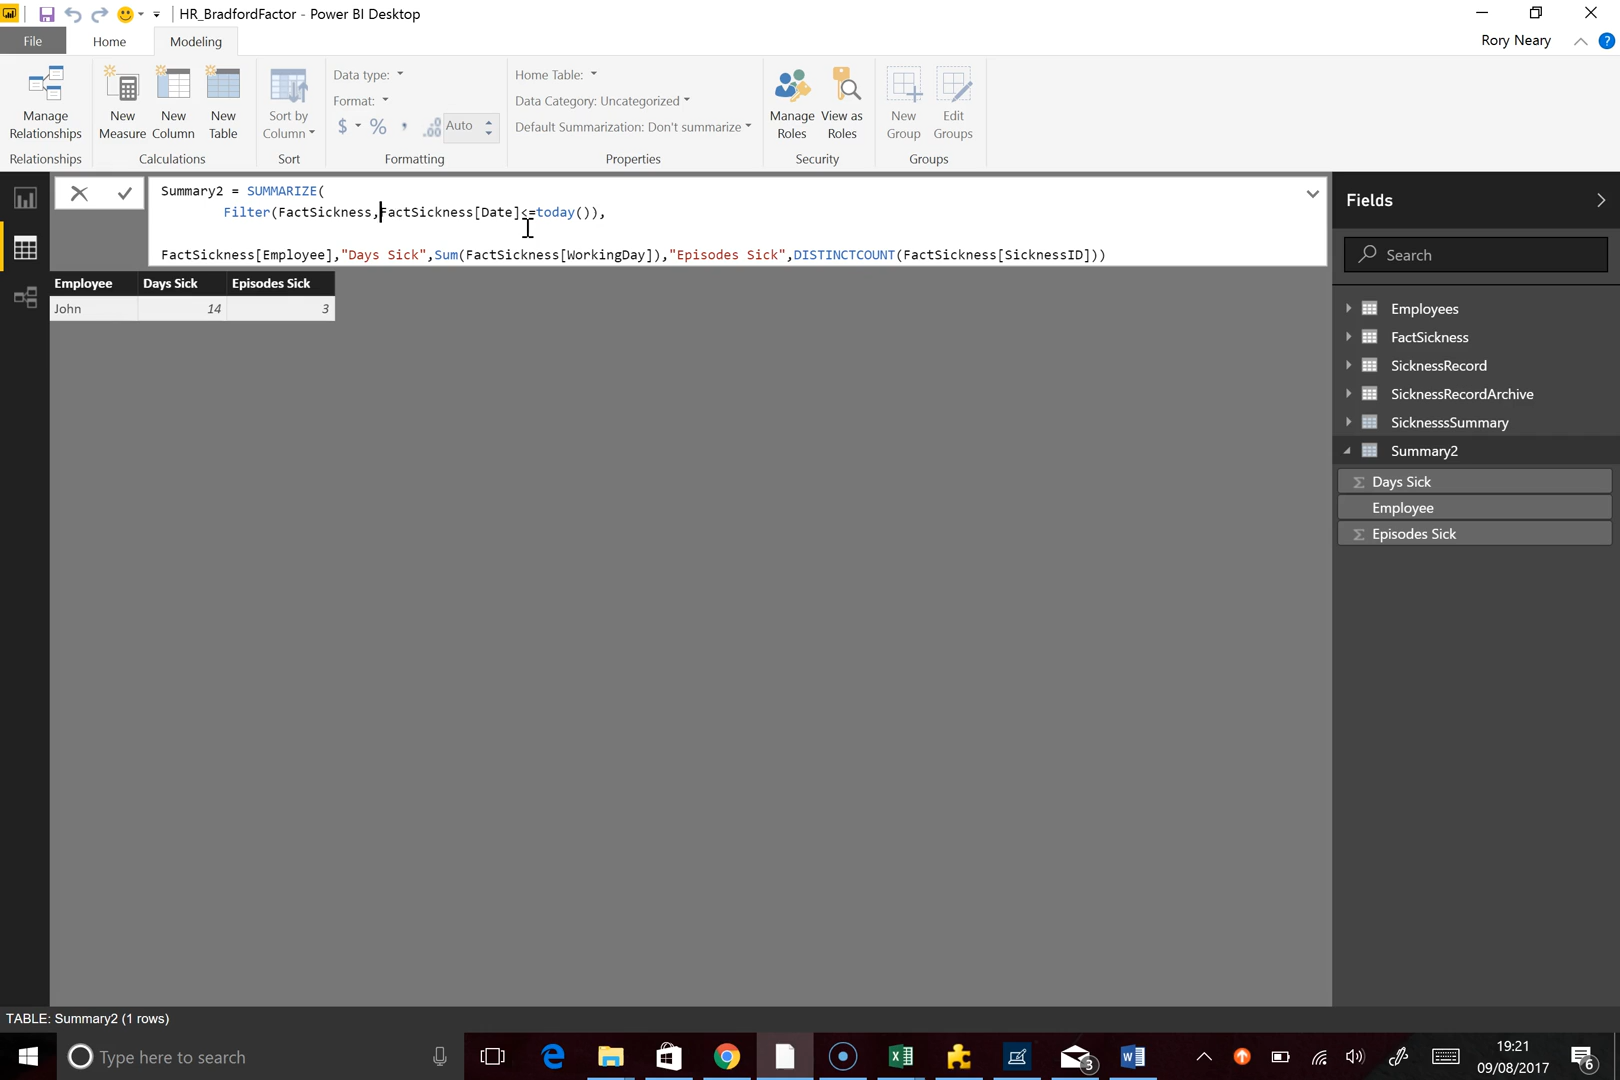 HR_BradfordFactor - Power BI Desktop
File
Home
Modeling
Rory Neary
Manage
Relationships
Relationships
New
Measure
New
Column
New
Table
Calculations
Sort by
Column
Sort
Data type:
Format:
$ % , .00 Auto
Formatting
Home Table:
Data Category: Uncategorized
Default Summarization: Don't summarize
Properties
Manage
Roles
View as
Roles
Security
New
Group
Edit
Groups
Groups
Summary2 = SUMMARIZE(
Filter(FactSickness,FactSickness[Date]<=today()),
FactSickness[Employee],"Days Sick",Sum(FactSickness[WorkingDay]),"Episodes Sick",DISTINCTCOUNT(FactSickness[SicknessID]))
Employee Days Sick Episodes Sick
John 14 3
Fields
Search
Employees
FactSickness
SicknessRecord
SicknessRecordArchive
SicknesssSummary
Summary2
Days Sick
Employee
Episodes Sick
TABLE: Summary2 (1 rows)
Type here to search
3
19:21
09/08/2017
6